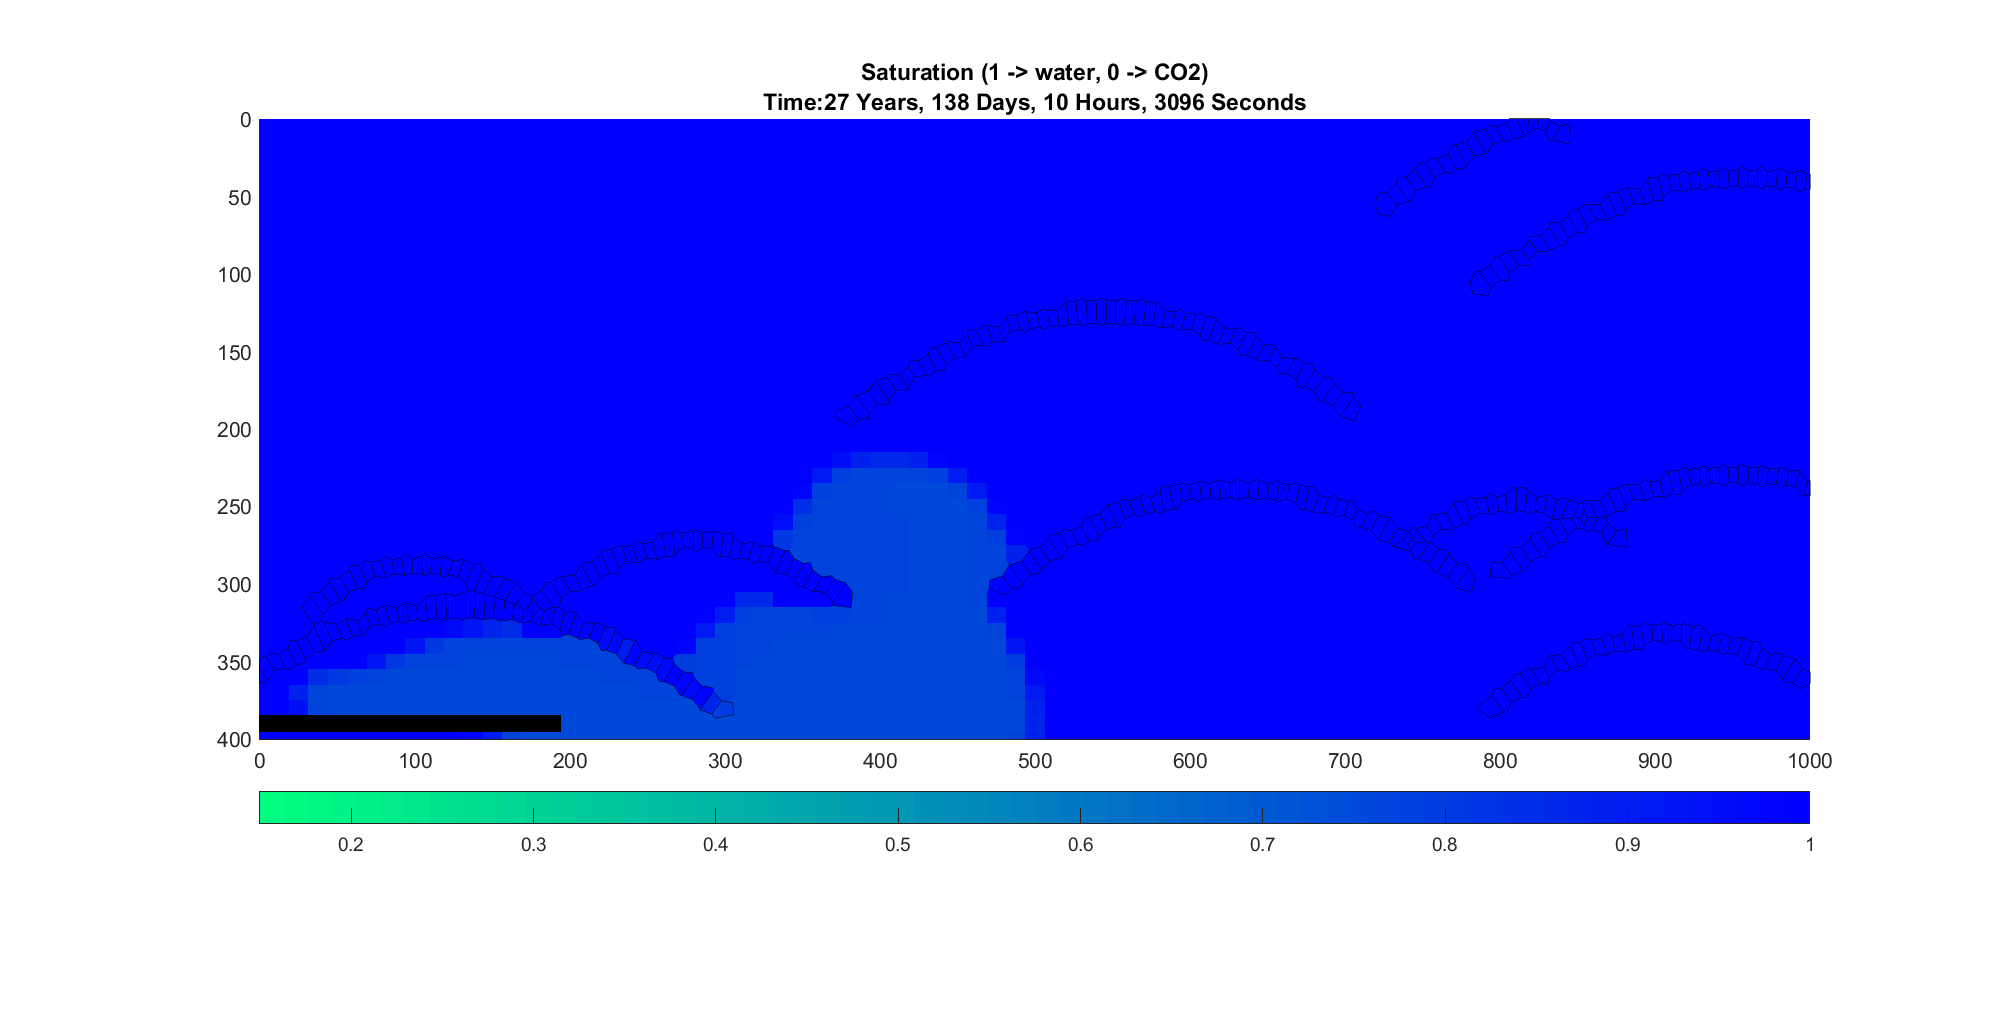 Saturation (1 -> water, 0 -> CO2)
Time:27 Years, 138 Days, 10 Hours, 3096 Seconds
0
50
100
150
200
250
300
350
400
0 100 200 300 400 500 600 700 800 900 1000
0.2 0.3 0.4 0.5 0.6 0.7 0.8 0.9 1